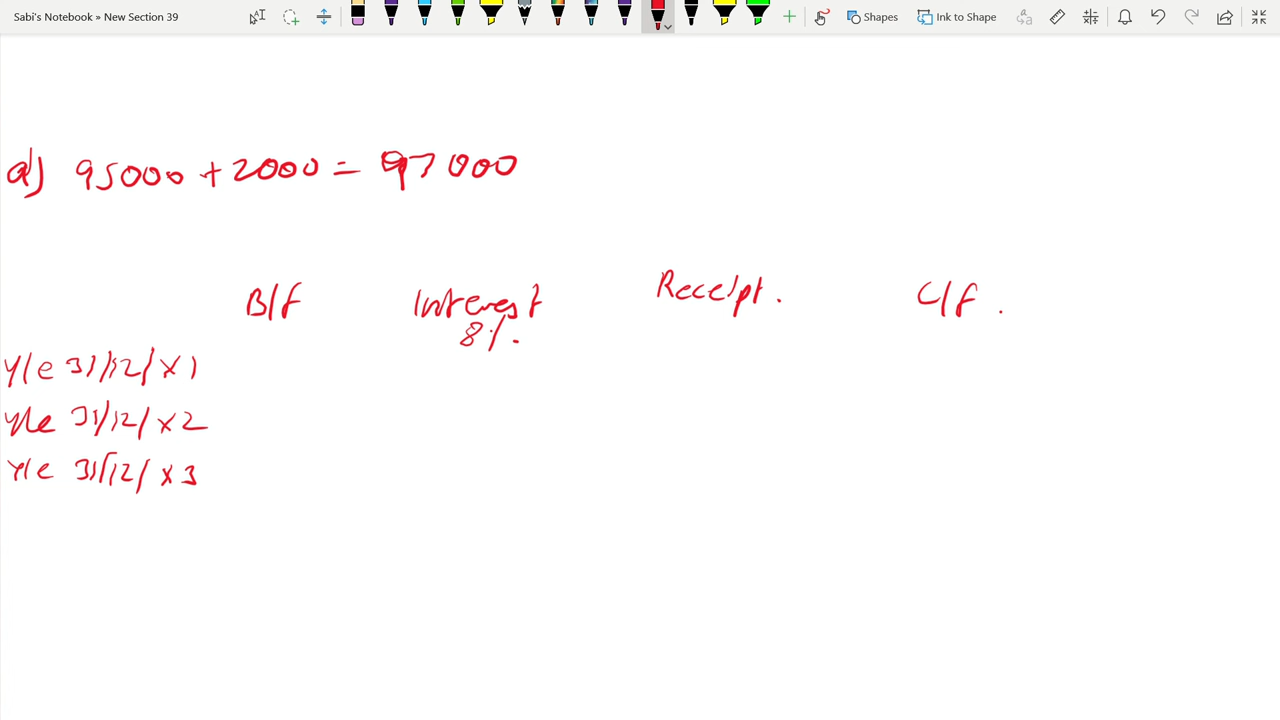 Sabi's Notebook » New Section 39
Shapes
Ink to Shape
a) 95000 + 2000 = 97000
B/f Interest 8%. Receipt. C/f.
Y/e 31/12/X1
Y/e 31/12/X2
Y/e 31/12/X3